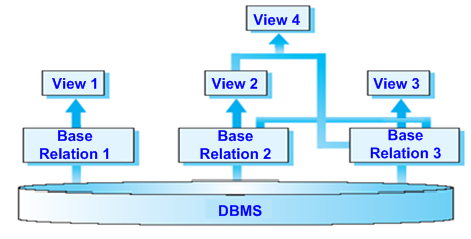 View 4
View 1
View 2
View 3
Base
Relation 1
Base
Relation 2
Base
Relation 3
DBMS